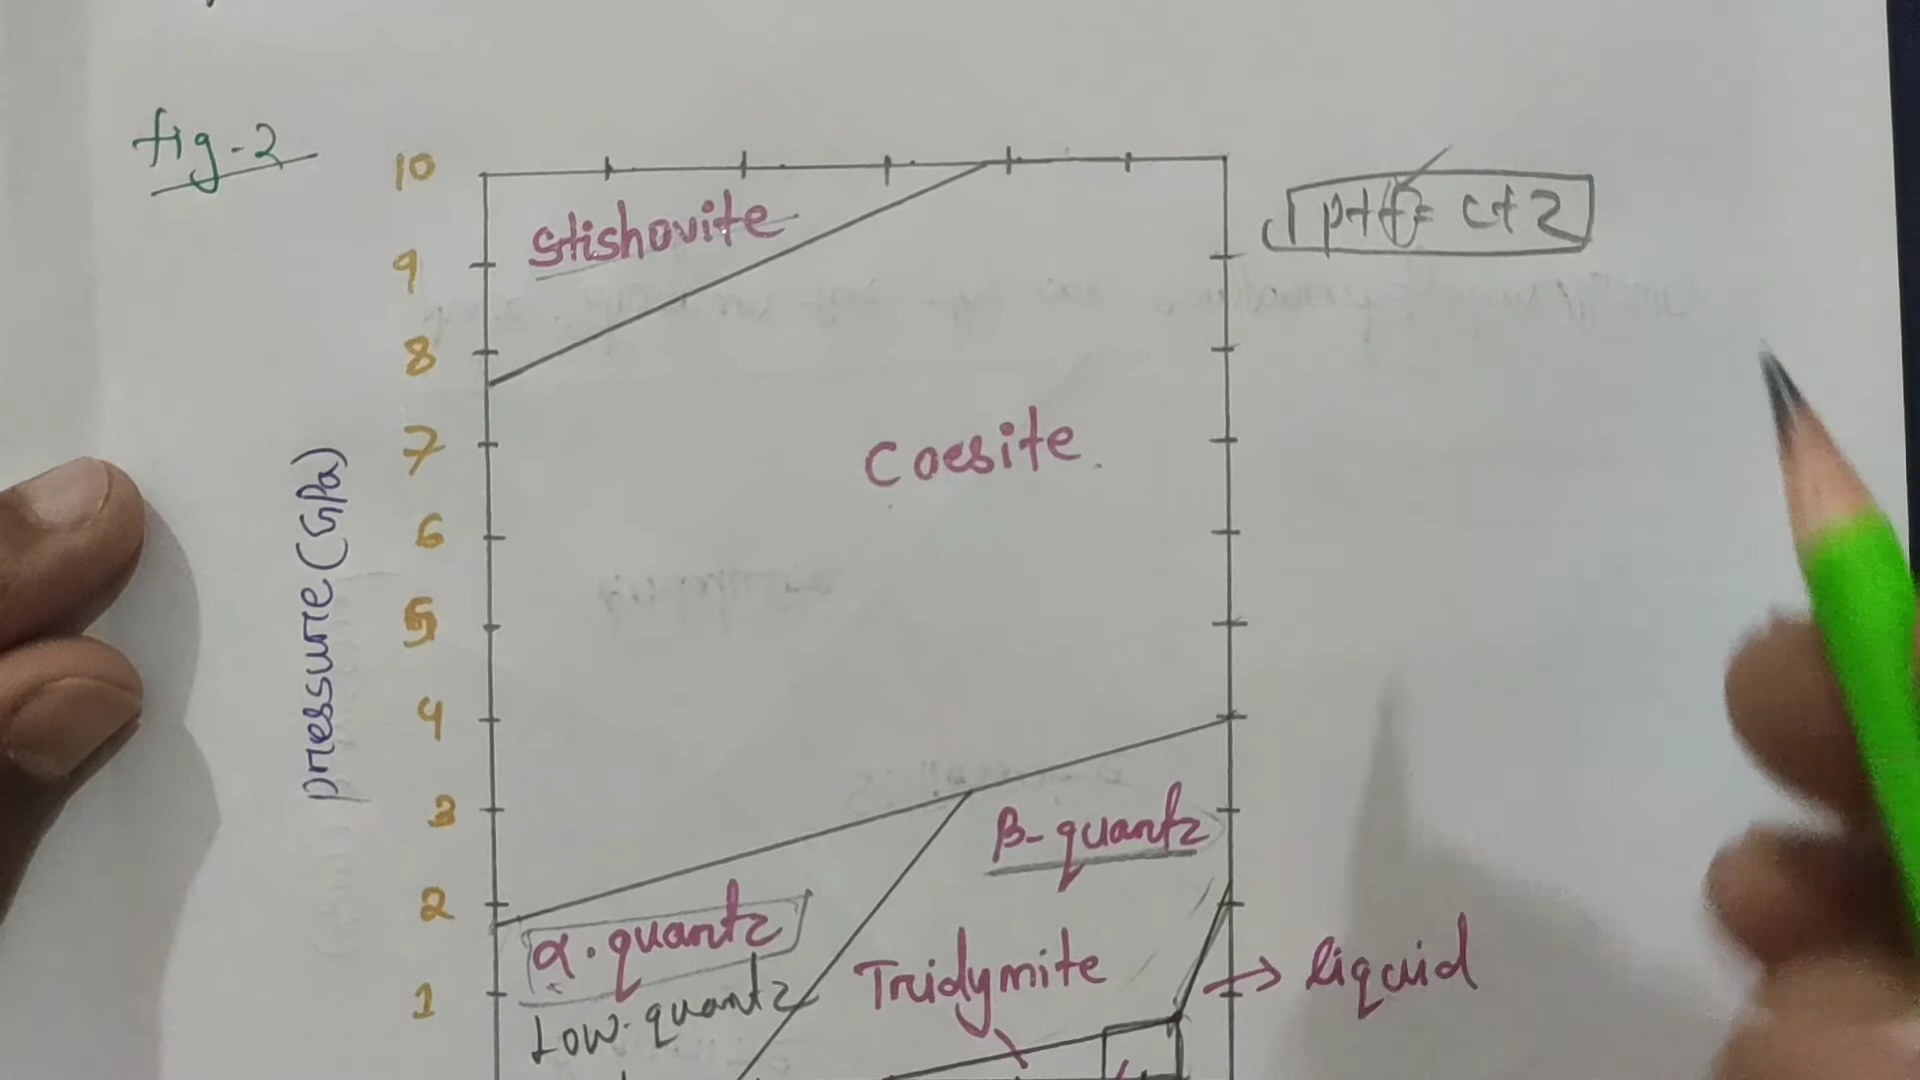 fig-2
10
p+f= c+2
Stishovite
9
8
7
Coesite
6
pressure (GPa)
5
4
3
β-quartz
2
α-quartz
Tridymite
liquid
1
Low-quartz